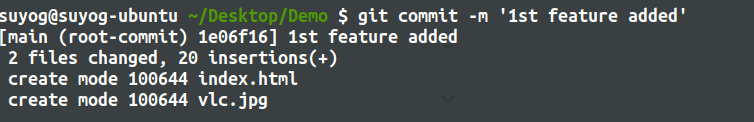 suyog@suyog-ubuntu ~/Desktop/Demo $ git commit -m '1st feature added'
[main (root-commit) 1e06f16] 1st feature added
 2 files changed, 20 insertions(+)
 create mode 100644 index.html
 create mode 100644 vlc.jpg